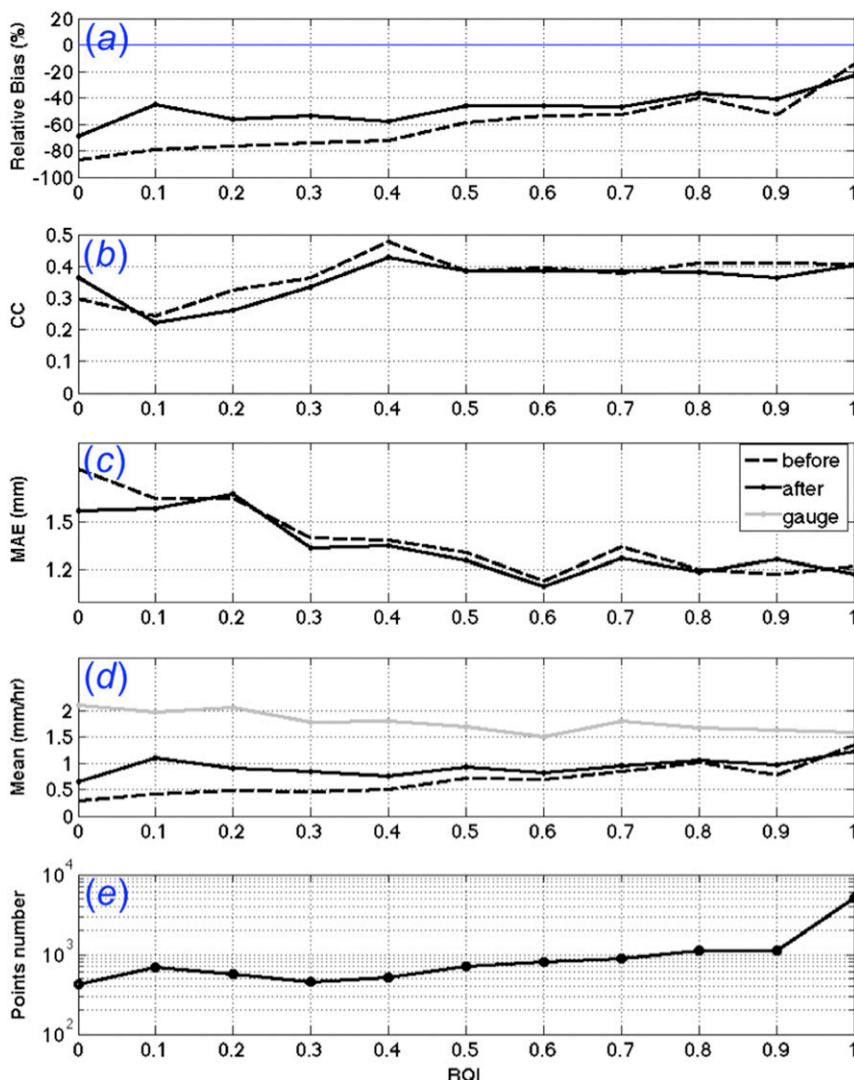 (a)
Relative Bias (%)
20
0
-20
-40
-60
-80
-100
0 0.1 0.2 0.3 0.4 0.5 0.6 0.7 0.8 0.9 1
(b)
CC
0.5
0.4
0.3
0.2
0.1
0
0 0.1 0.2 0.3 0.4 0.5 0.6 0.7 0.8 0.9 1
(c)
MAE (mm)
1.5
1.2
before
after
gauge
0 0.1 0.2 0.3 0.4 0.5 0.6 0.7 0.8 0.9 1
(d)
Mean (mm/hr)
2
1.5
1
0.5
0
0 0.1 0.2 0.3 0.4 0.5 0.6 0.7 0.8 0.9 1
(e)
Points number
10^4
10^3
10^2
0 0.1 0.2 0.3 0.4 0.5 0.6 0.7 0.8 0.9 1